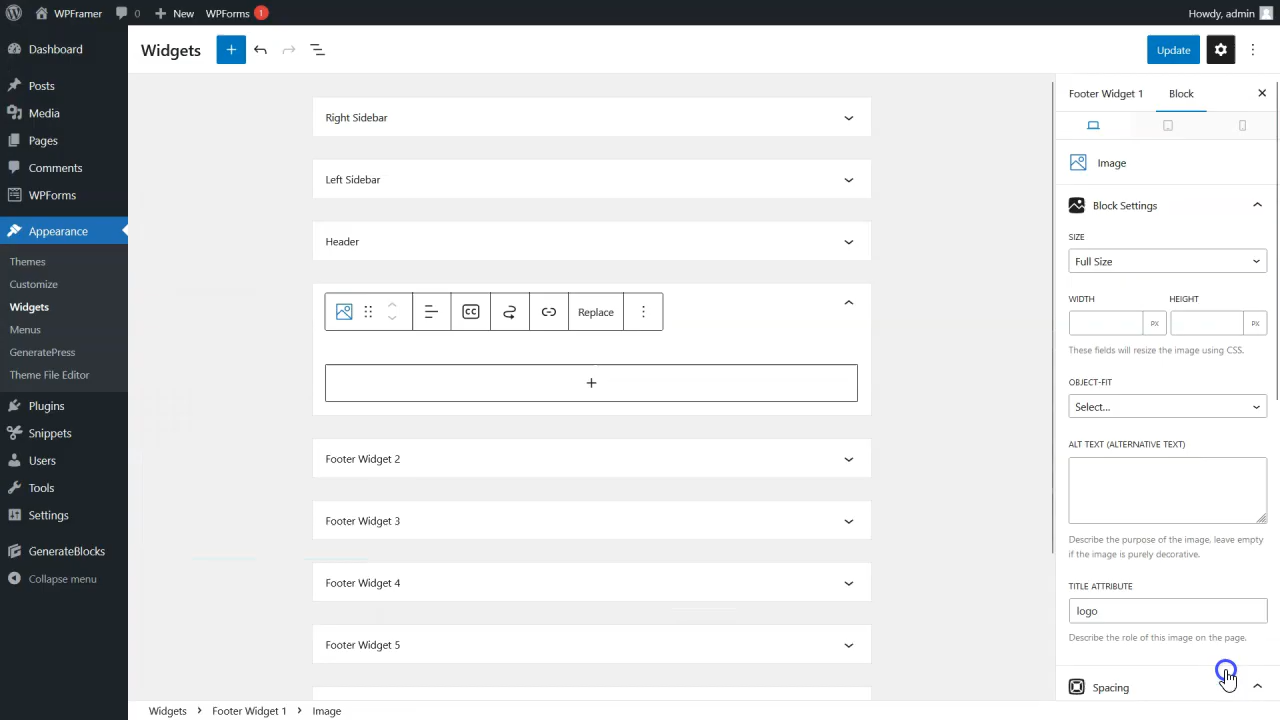 WPFramer
0
New
WPForms
1
Howdy, admin
Dashboard
Posts
Media
Pages
Comments
WPForms
Appearance
Themes
Customize
Widgets
Menus
GeneratePress
Theme File Editor
Plugins
Snippets
Users
Tools
Settings
GenerateBlocks
Collapse menu
Widgets
Update
Right Sidebar
Left Sidebar
Header
CC
Replace
Footer Widget 2
Footer Widget 3
Footer Widget 4
Footer Widget 5
Footer Widget 1
Block
Image
Block Settings
SIZE
Full Size
WIDTH
HEIGHT
PX
PX
These fields will resize the image using CSS.
OBJECT-FIT
Select...
ALT TEXT (ALTERNATIVE TEXT)
Describe the purpose of the image, leave empty
if the image is purely decorative.
TITLE ATTRIBUTE
logo
Describe the role of this image on the page.
Spacing
Widgets > Footer Widget 1 > Image